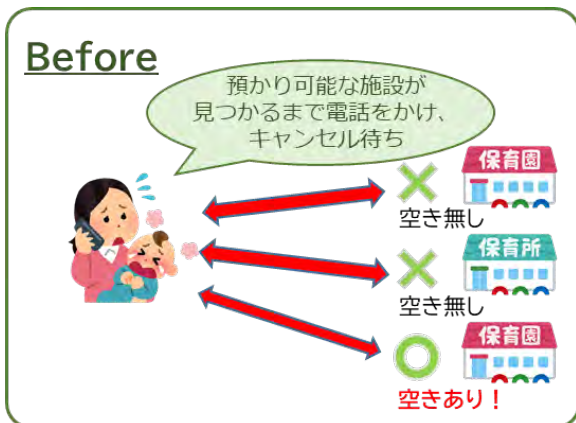 Before
預かり可能な施設が
見つかるまで電話をかけ、
キャンセル待ち
保育園
空き無し
保育所
空き無し
保育園
空きあり！